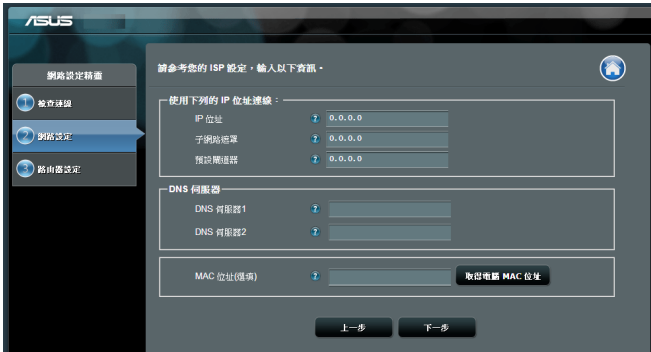 ASUS
網路設定精靈
1 檢查連線
2 網路設定
3 路由器設定
請參考您的 ISP 設定，輸入以下資訊。
使用下列的 IP 位址連線：
IP 位址 ? 0.0.0.0
子網路遮罩 ? 0.0.0.0
預設閘道器 ? 0.0.0.0
DNS 伺服器
DNS 伺服器1 ?
DNS 伺服器2 ?
MAC 位址(選填) ? 取得電腦 MAC 位址
上一步 下一步